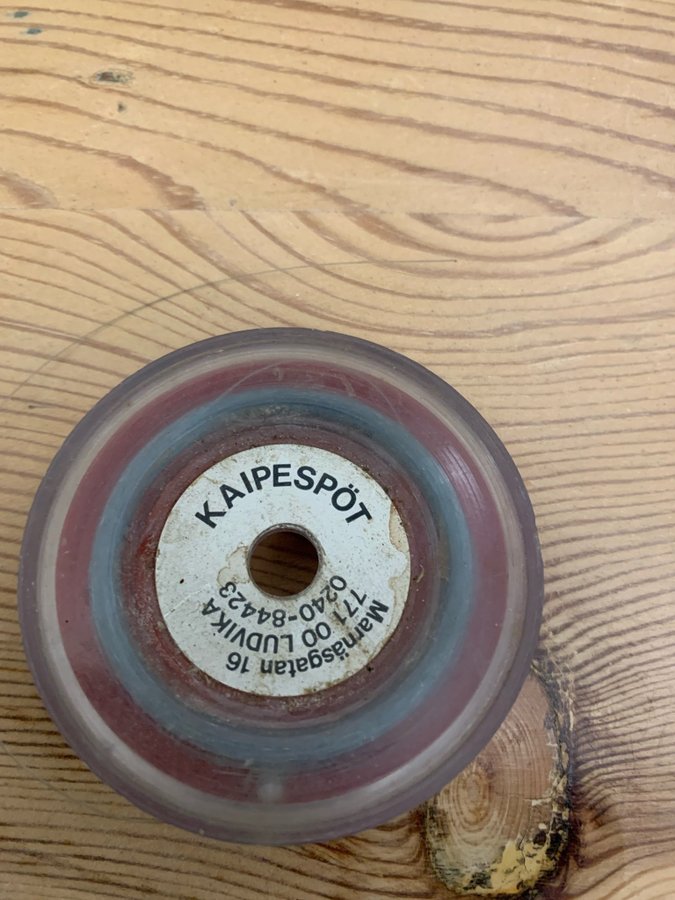 KAIPESPÖT
Marnäsgatan 16
771 00 LUDVIKA
0240-84423